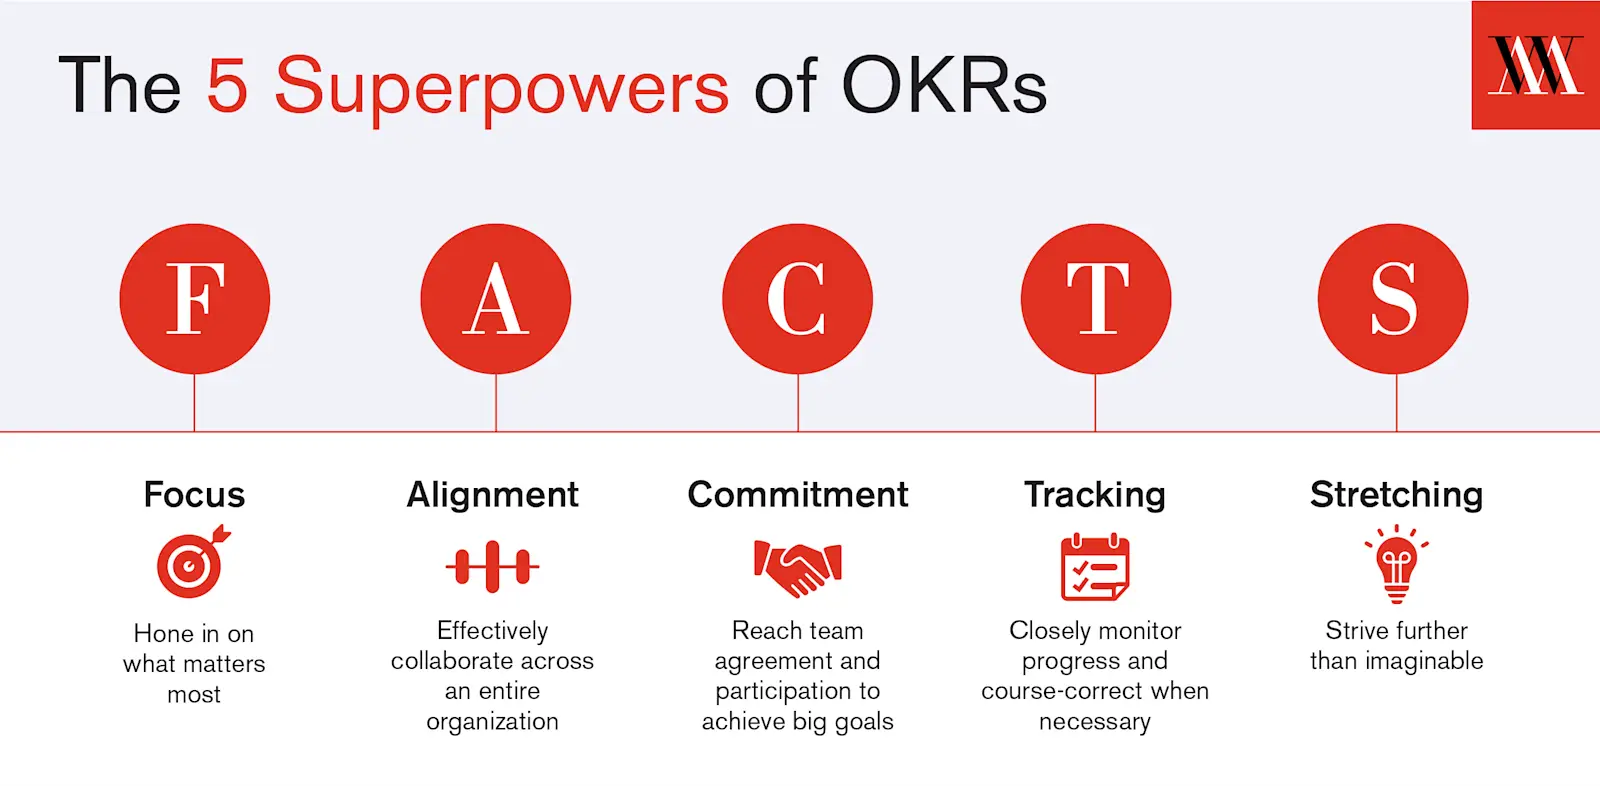 The 5 Superpowers of OKRs
F A C T S
Focus
Hone in on
what matters
most
Alignment
Effectively
collaborate across
an entire
organization
Commitment
Reach team
agreement and
participation to
achieve big goals
Tracking
Closely monitor
progress and
course-correct when
necessary
Stretching
Strive further
than imaginable